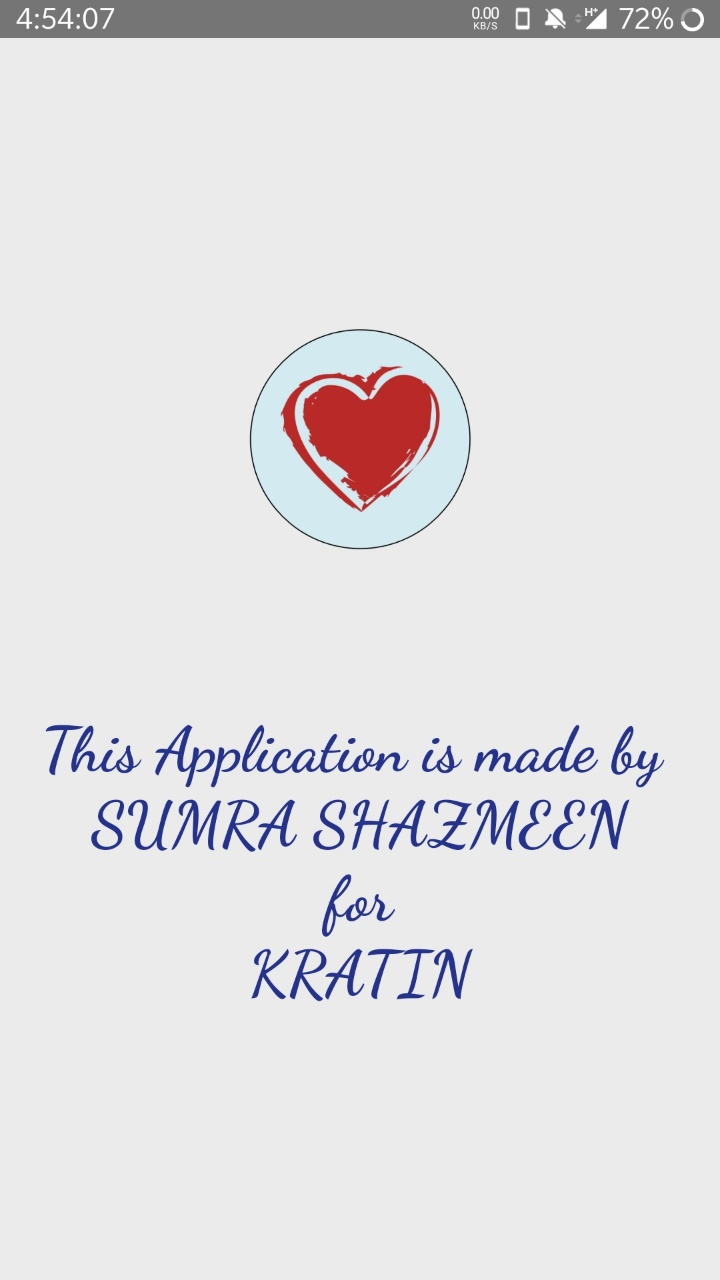 4:54:07 0.00 KB/S H+ 72%
This Application is made by
SUMRA SHAZMEEN
for
KRATIN